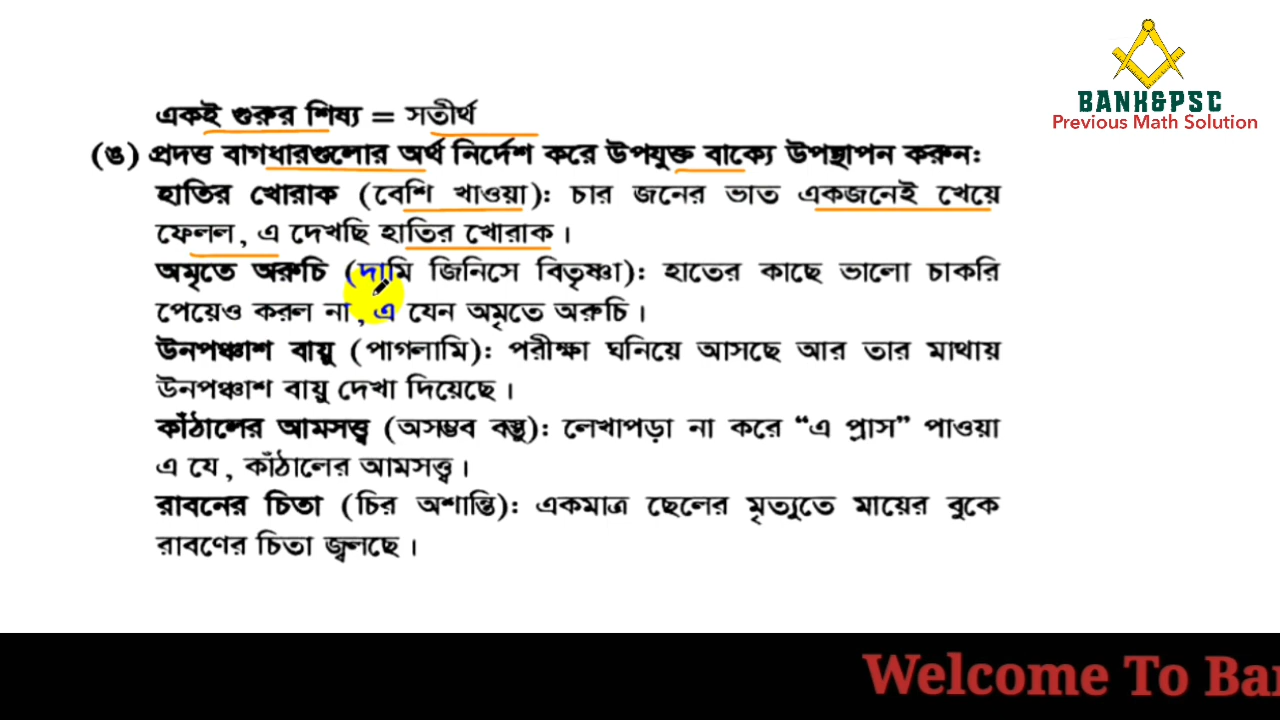 একই গুরুর শিষ্য = সতীর্থ
(ঙ) প্রদত্ত বাগধারগুলোর অর্থ নির্দেশ করে উপযুক্ত বাক্যে উপস্থাপন করুন:
হাতির খোরাক (বেশি খাওয়া): চার জনের ভাত একজনেই খেয়ে
ফেলল, এ দেখছি হাতির খোরাক।
অমৃতে অরুচি (দামি জিনিসে বিতৃষ্ণা): হাতের কাছে ভালো চাকরি
পেয়েও করল না, এ যেন অমৃতে অরুচি।
উনপঞ্চাশ বায়ু (পাগলামি): পরীক্ষা ঘনিয়ে আসছে আর তার মাথায়
উনপঞ্চাশ বায়ু দেখা দিয়েছে।
কাঁঠালের আমসত্ত্ব (অসম্ভব বস্তু): লেখাপড়া না করে “এ প্লাস” পাওয়া
এ যে, কাঁঠালের আমসত্ত্ব।
রাবনের চিতা (চির অশান্তি): একমাত্র ছেলের মৃত্যুতে মায়ের বুকে
রাবণের চিতা জ্বলছে।
BANK&PSC
Previous Math Solution
Welcome To Ban